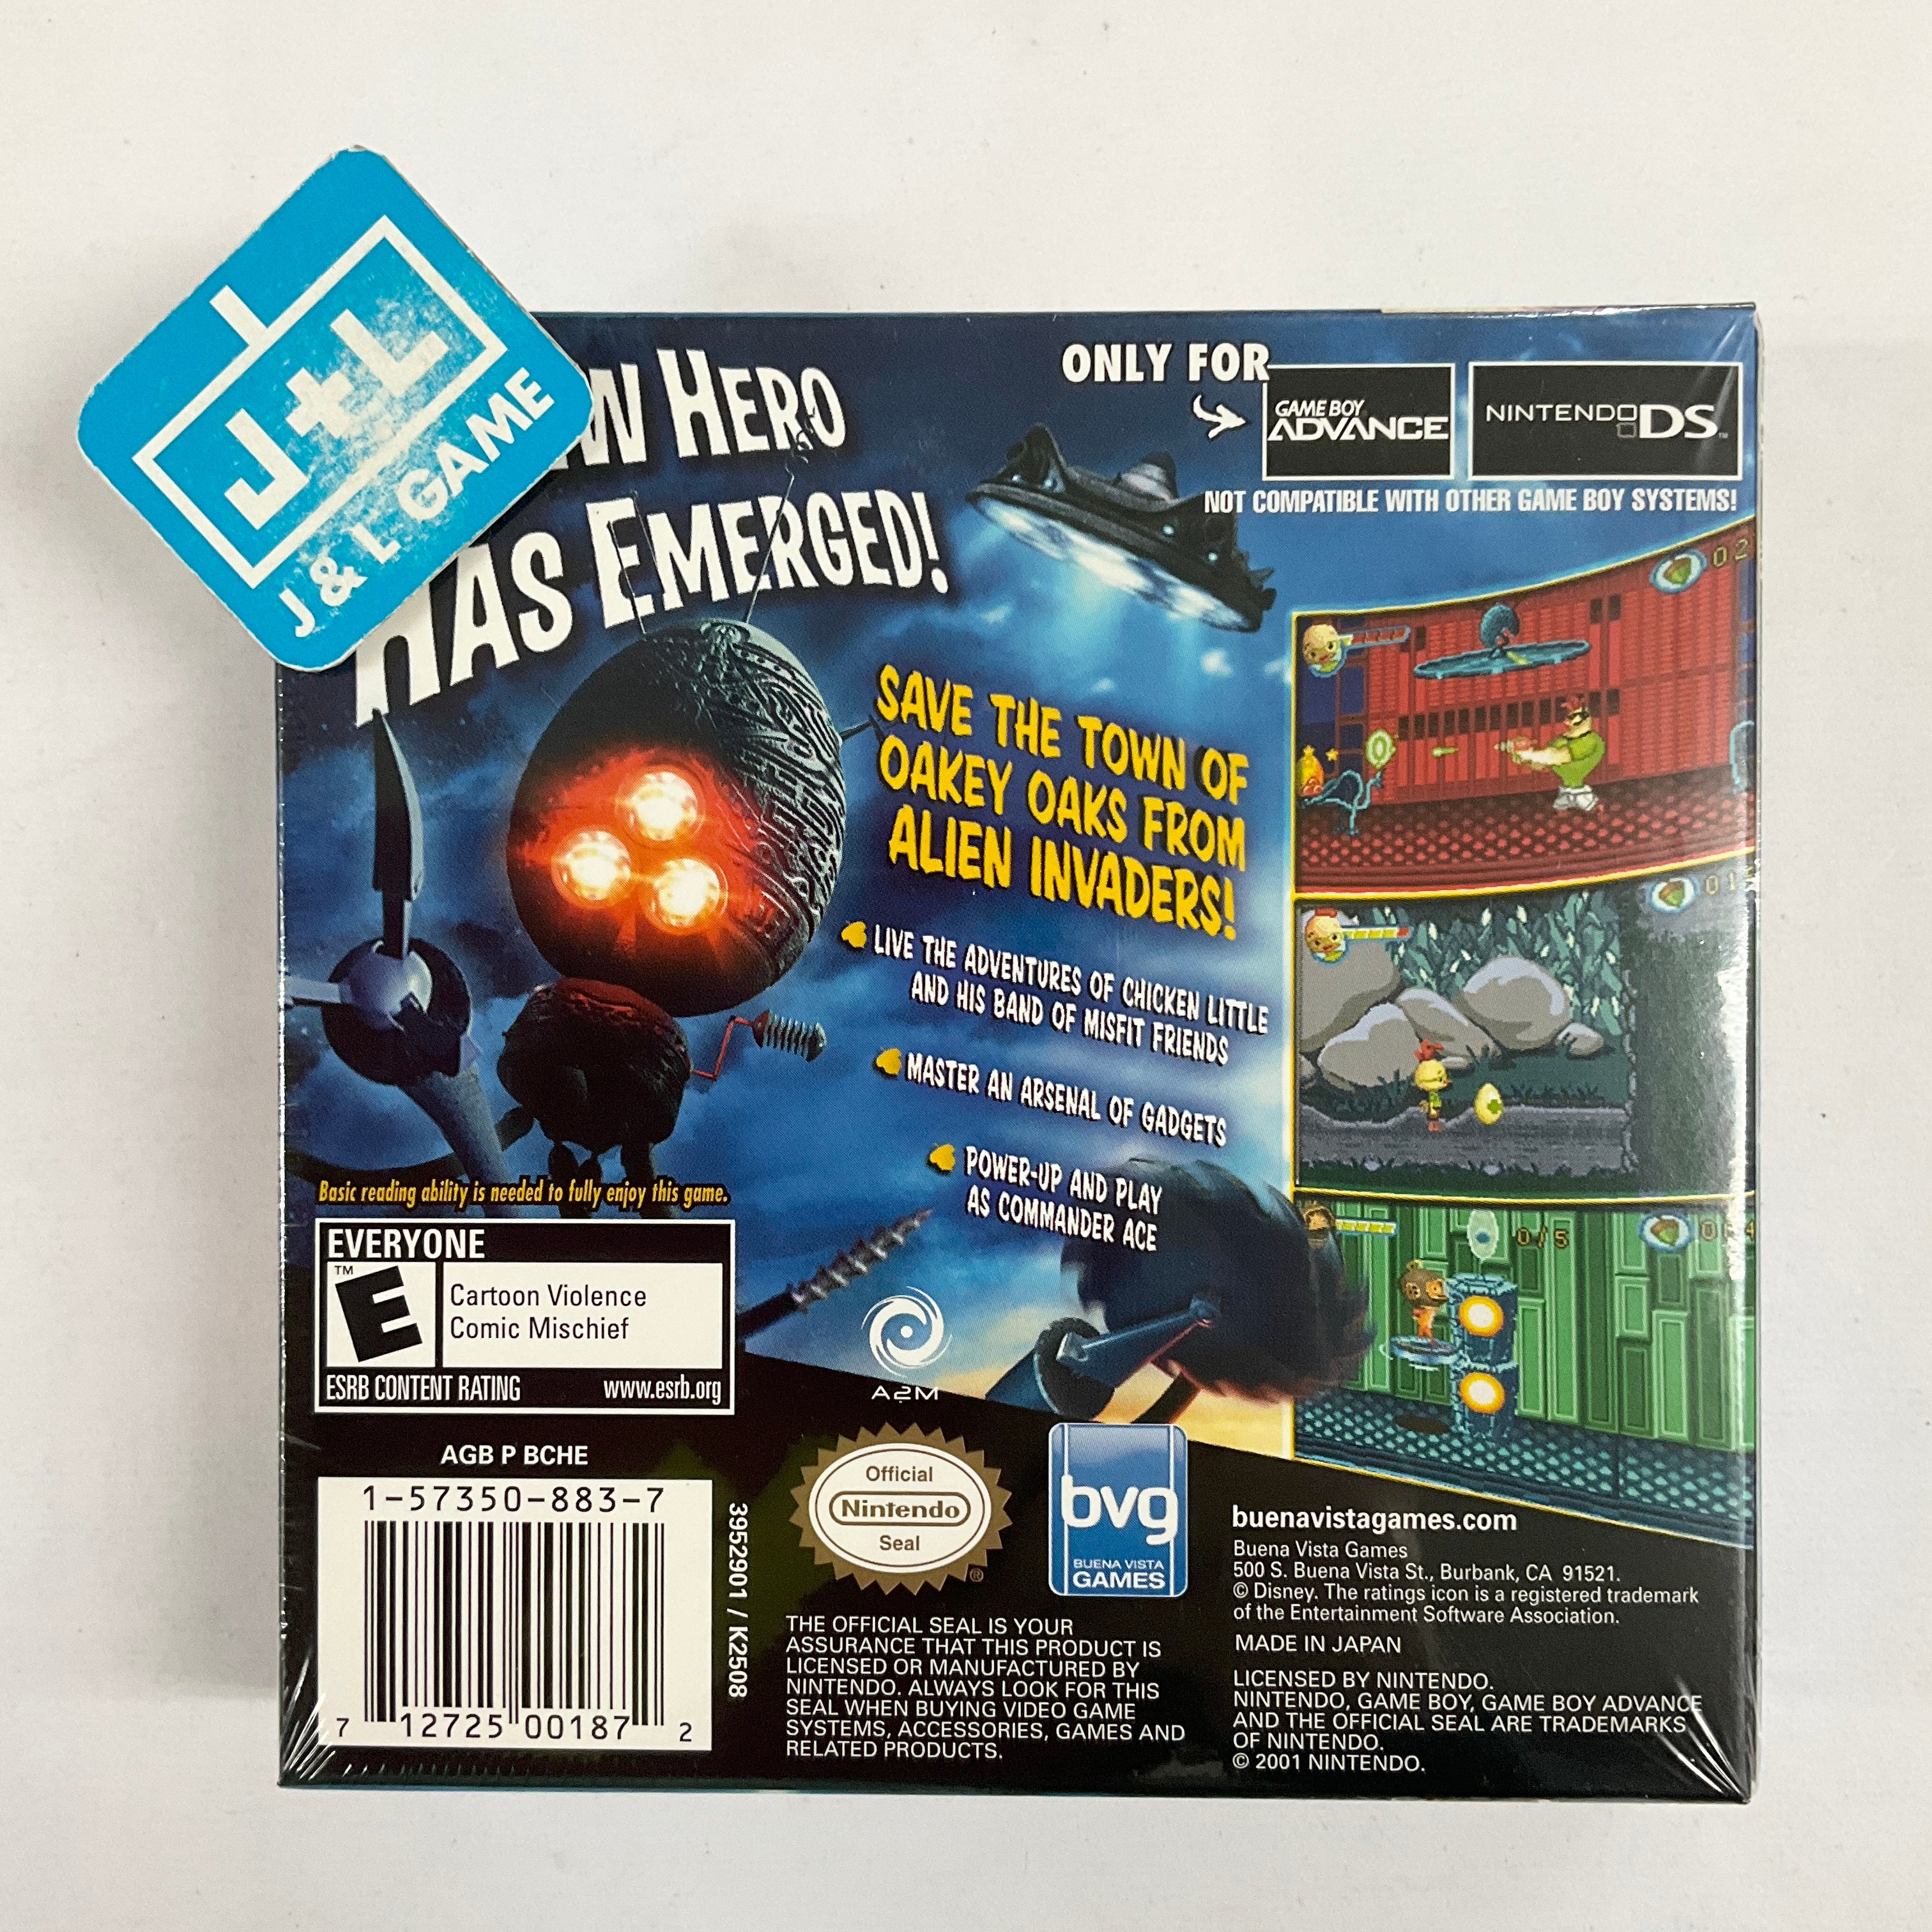 J+L
J & L GAME
HERO
HAS EMERGED!
ONLY FOR
GAME BOY
ADVANCE
NINTENDO DS™
NOT COMPATIBLE WITH OTHER GAME BOY SYSTEMS!
SAVE THE TOWN OF
OAKEY OAKS FROM
ALIEN INVADERS!
LIVE THE ADVENTURES OF CHICKEN LITTLE
AND HIS BAND OF MISFIT FRIENDS
MASTER AN ARSENAL OF GADGETS
POWER-UP AND PLAY
AS COMMANDER ACE
02
0/5
Basic reading ability is needed to fully enjoy this game.
EVERYONE
E™
Cartoon Violence
Comic Mischief
ESRB CONTENT RATING www.esrb.org
A2M
AGB P BCHE
1-57350-883-7
7 12725 00187 2
3952901 / K2508
Official
Nintendo
Seal
®
THE OFFICIAL SEAL IS YOUR
ASSURANCE THAT THIS PRODUCT IS
LICENSED OR MANUFACTURED BY
NINTENDO. ALWAYS LOOK FOR THIS
SEAL WHEN BUYING VIDEO GAME
SYSTEMS, ACCESSORIES, GAMES AND
RELATED PRODUCTS.
bvg
BUENA VISTA
GAMES
buenavistagames.com
Buena Vista Games
500 S. Buena Vista St., Burbank, CA 91521.
© Disney. The ratings icon is a registered trademark
of the Entertainment Software Association.
MADE IN JAPAN
LICENSED BY NINTENDO.
NINTENDO, GAME BOY, GAME BOY ADVANCE
AND THE OFFICIAL SEAL ARE TRADEMARKS
OF NINTENDO.
© 2001 NINTENDO.